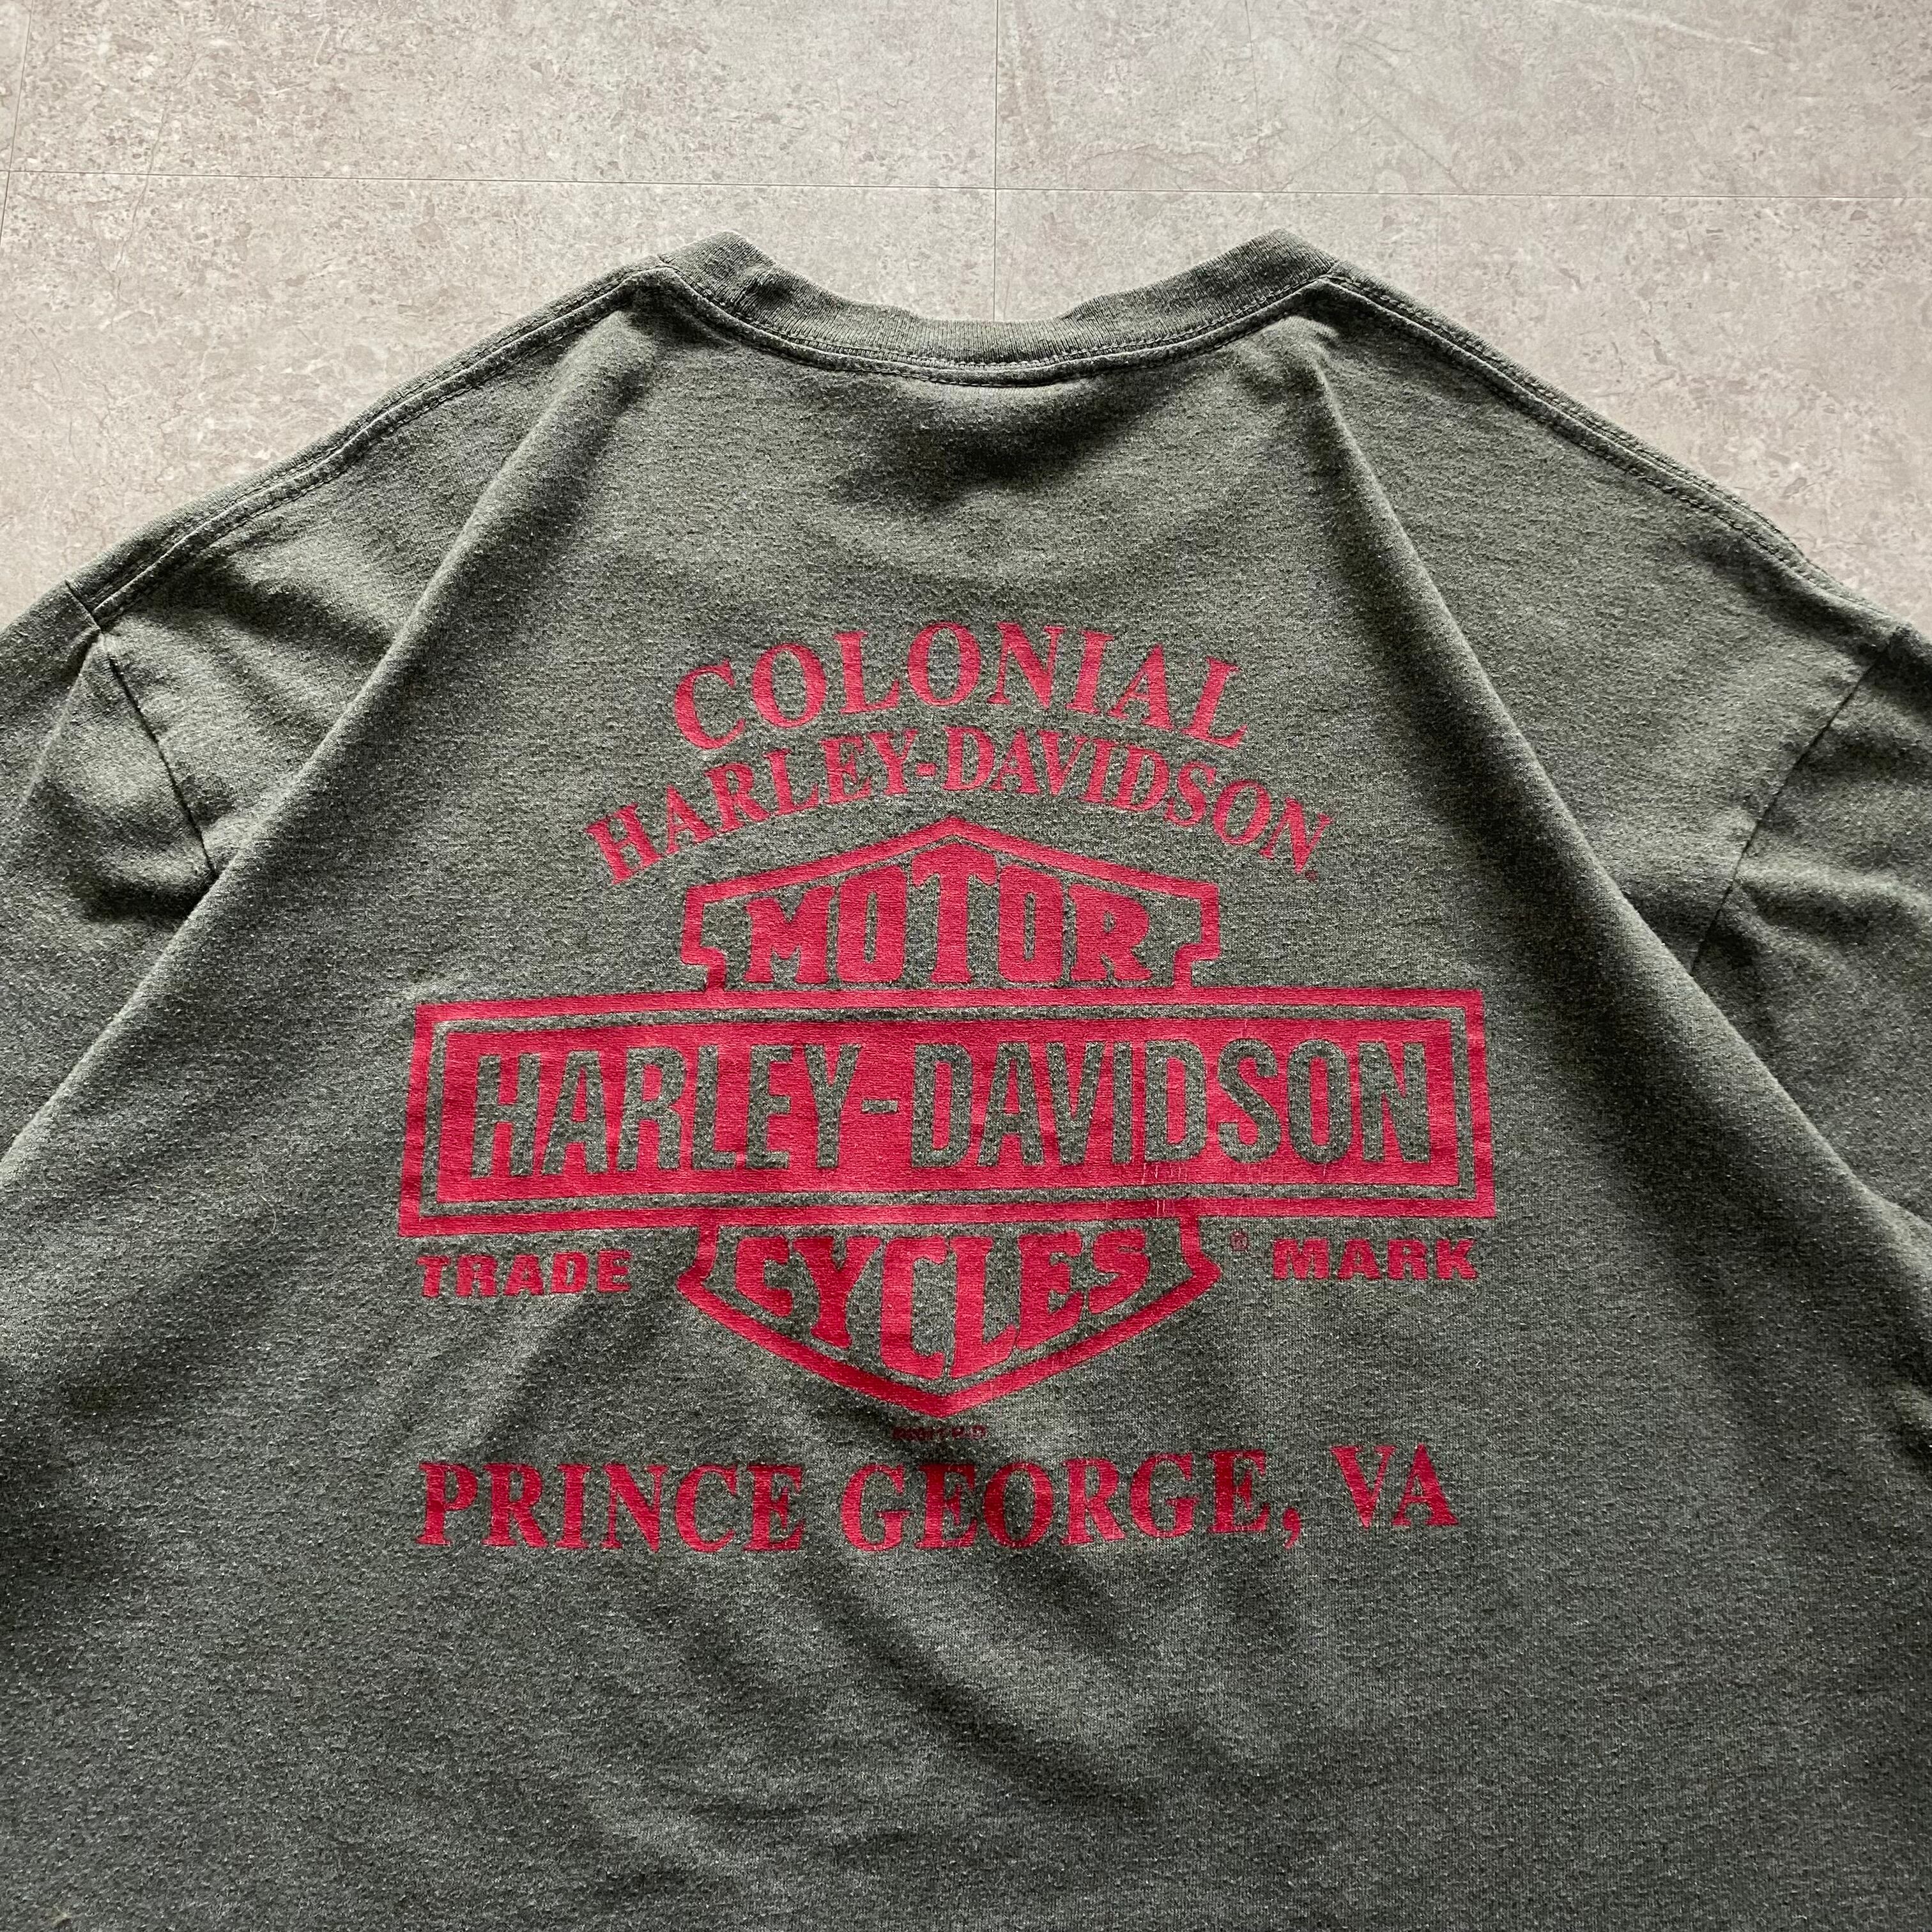 COLONIAL
HARLEY-DAVIDSON
MOTOR
HARLEY-DAVIDSON
TRADE CYCLES ® MARK
PRINCE GEORGE, VA